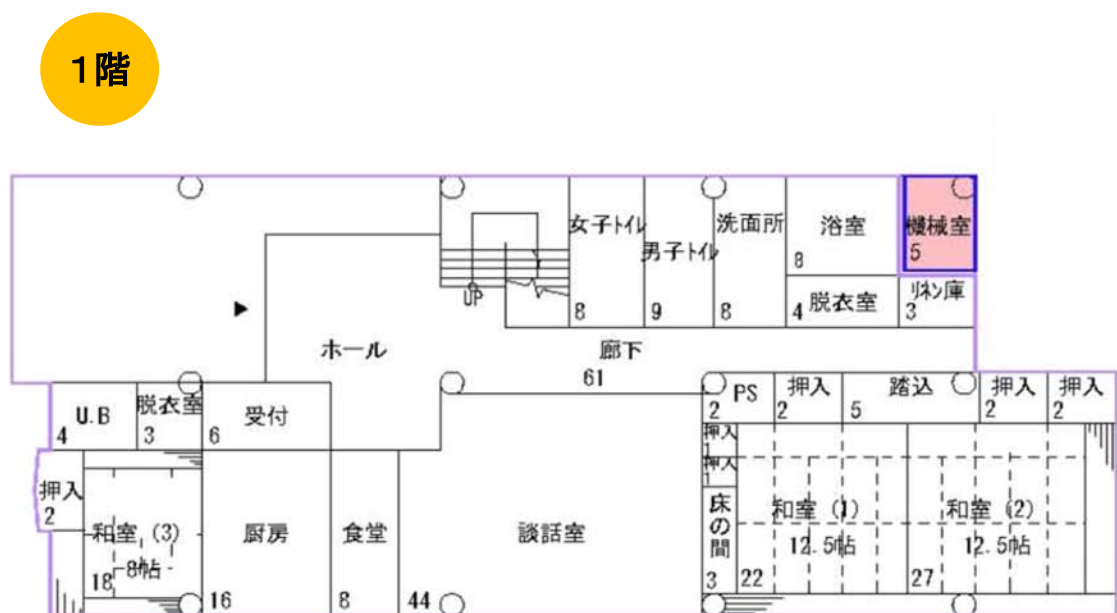 1階
女子トイレ
8
男子トイレ
9
洗面所
8
浴室
8
機械室
5
UP
4 脱衣室
リネン庫
3
ホール
廊下
61
U.B
4
脱衣室
3
受付
6
PS
2
押入
2
踏込
5
押入
2
押入
2
押入
1
押入
1
押入
2
和室 (3)
8帖
18
厨房
16
食堂
8
談話室
44
床の間
3
和室 (1)
12.5帖
22
和室 (2)
12.5帖
27